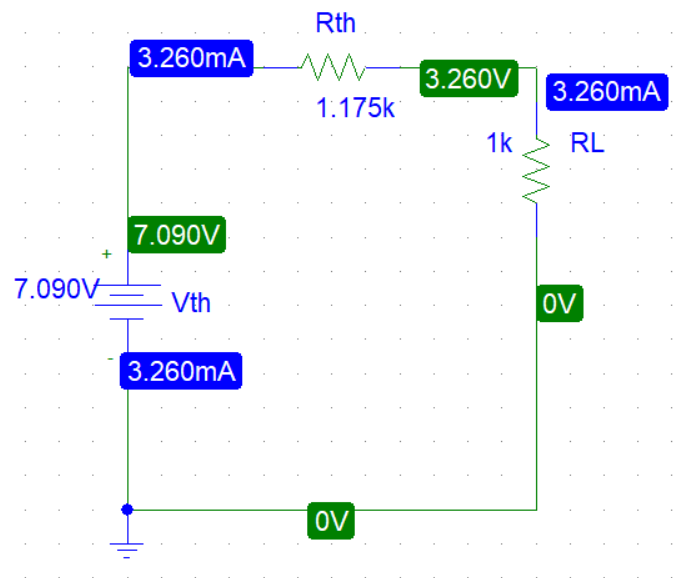 Rth
3.260mA
3.260V
3.260mA
1.175k
1k
RL
7.090V
+
7.090V
Vth
0V
-
3.260mA
0V